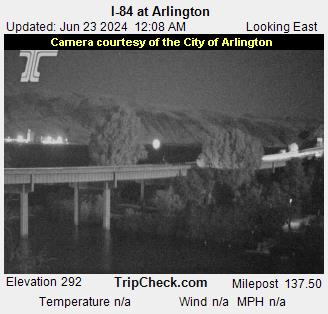 I-84 at Arlington
Updated: Jun 23 2024 12:08 AM Looking East
Camera courtesy of the City of Arlington
Elevation 292 TripCheck.com Milepost 137.50
Temperature n/a Wind n/a MPH n/a